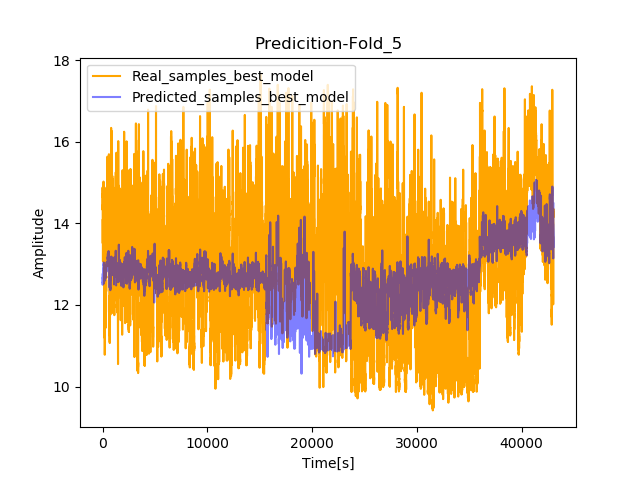 Predicition-Fold_5
Real_samples_best_model
Predicted_samples_best_model
18
16
14
12
10
Amplitude
0
10000
20000
30000
40000
Time[s]